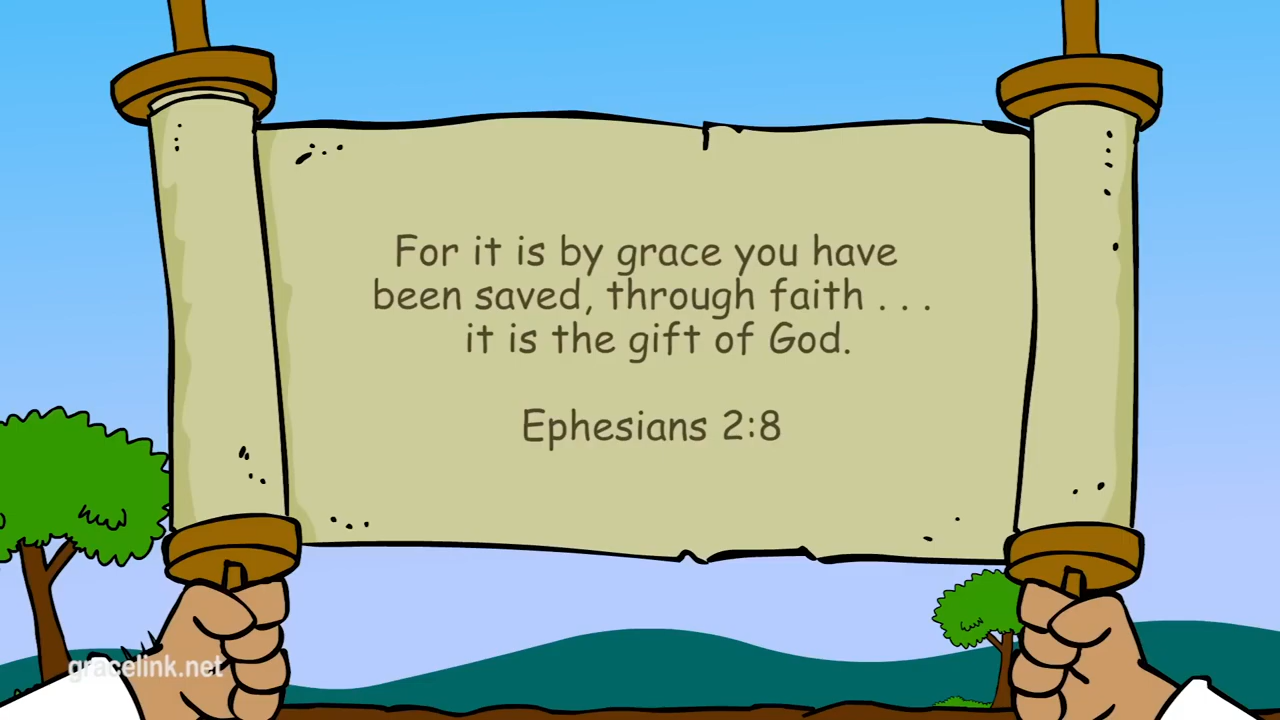 For it is by grace you have
been saved, through faith . . .
it is the gift of God.
Ephesians 2:8
gracelink.net